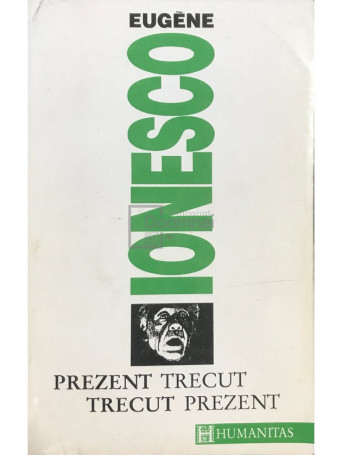 EUGÈNE
IONESCO
PREZENT TRECUT
TRECUT PREZENT
HUMANITAS